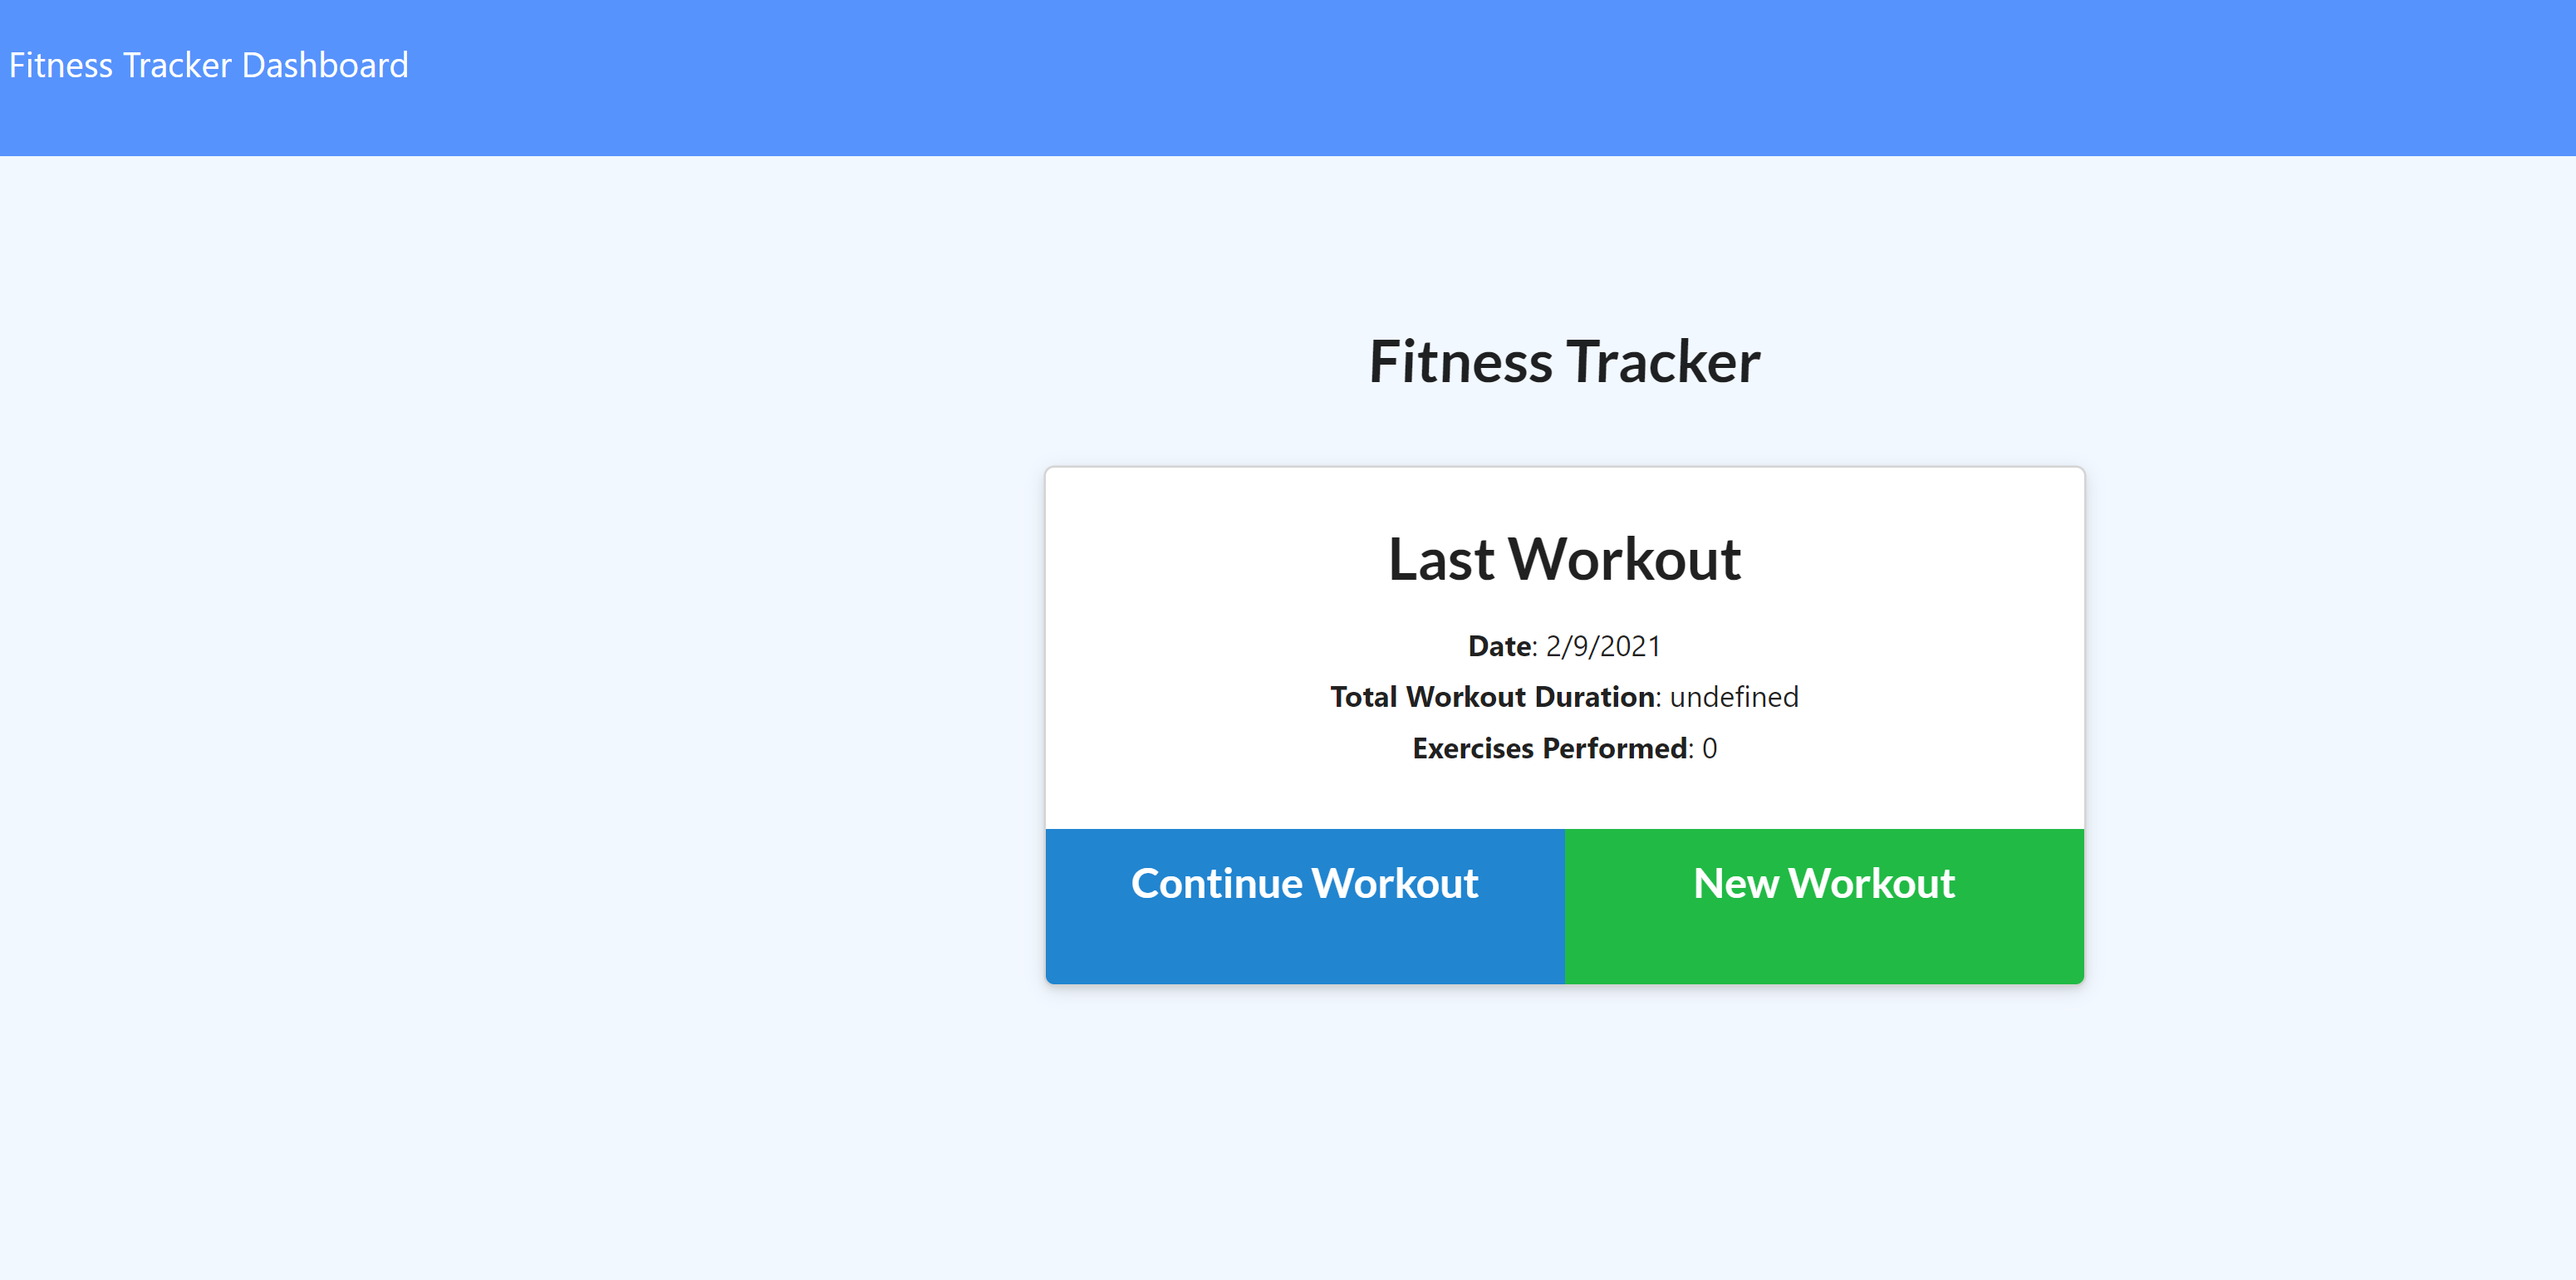 Fitness Tracker Dashboard
Fitness Tracker
Last Workout
Date: 2/9/2021
Total Workout Duration: undefined
Exercises Performed: 0
Continue Workout
New Workout